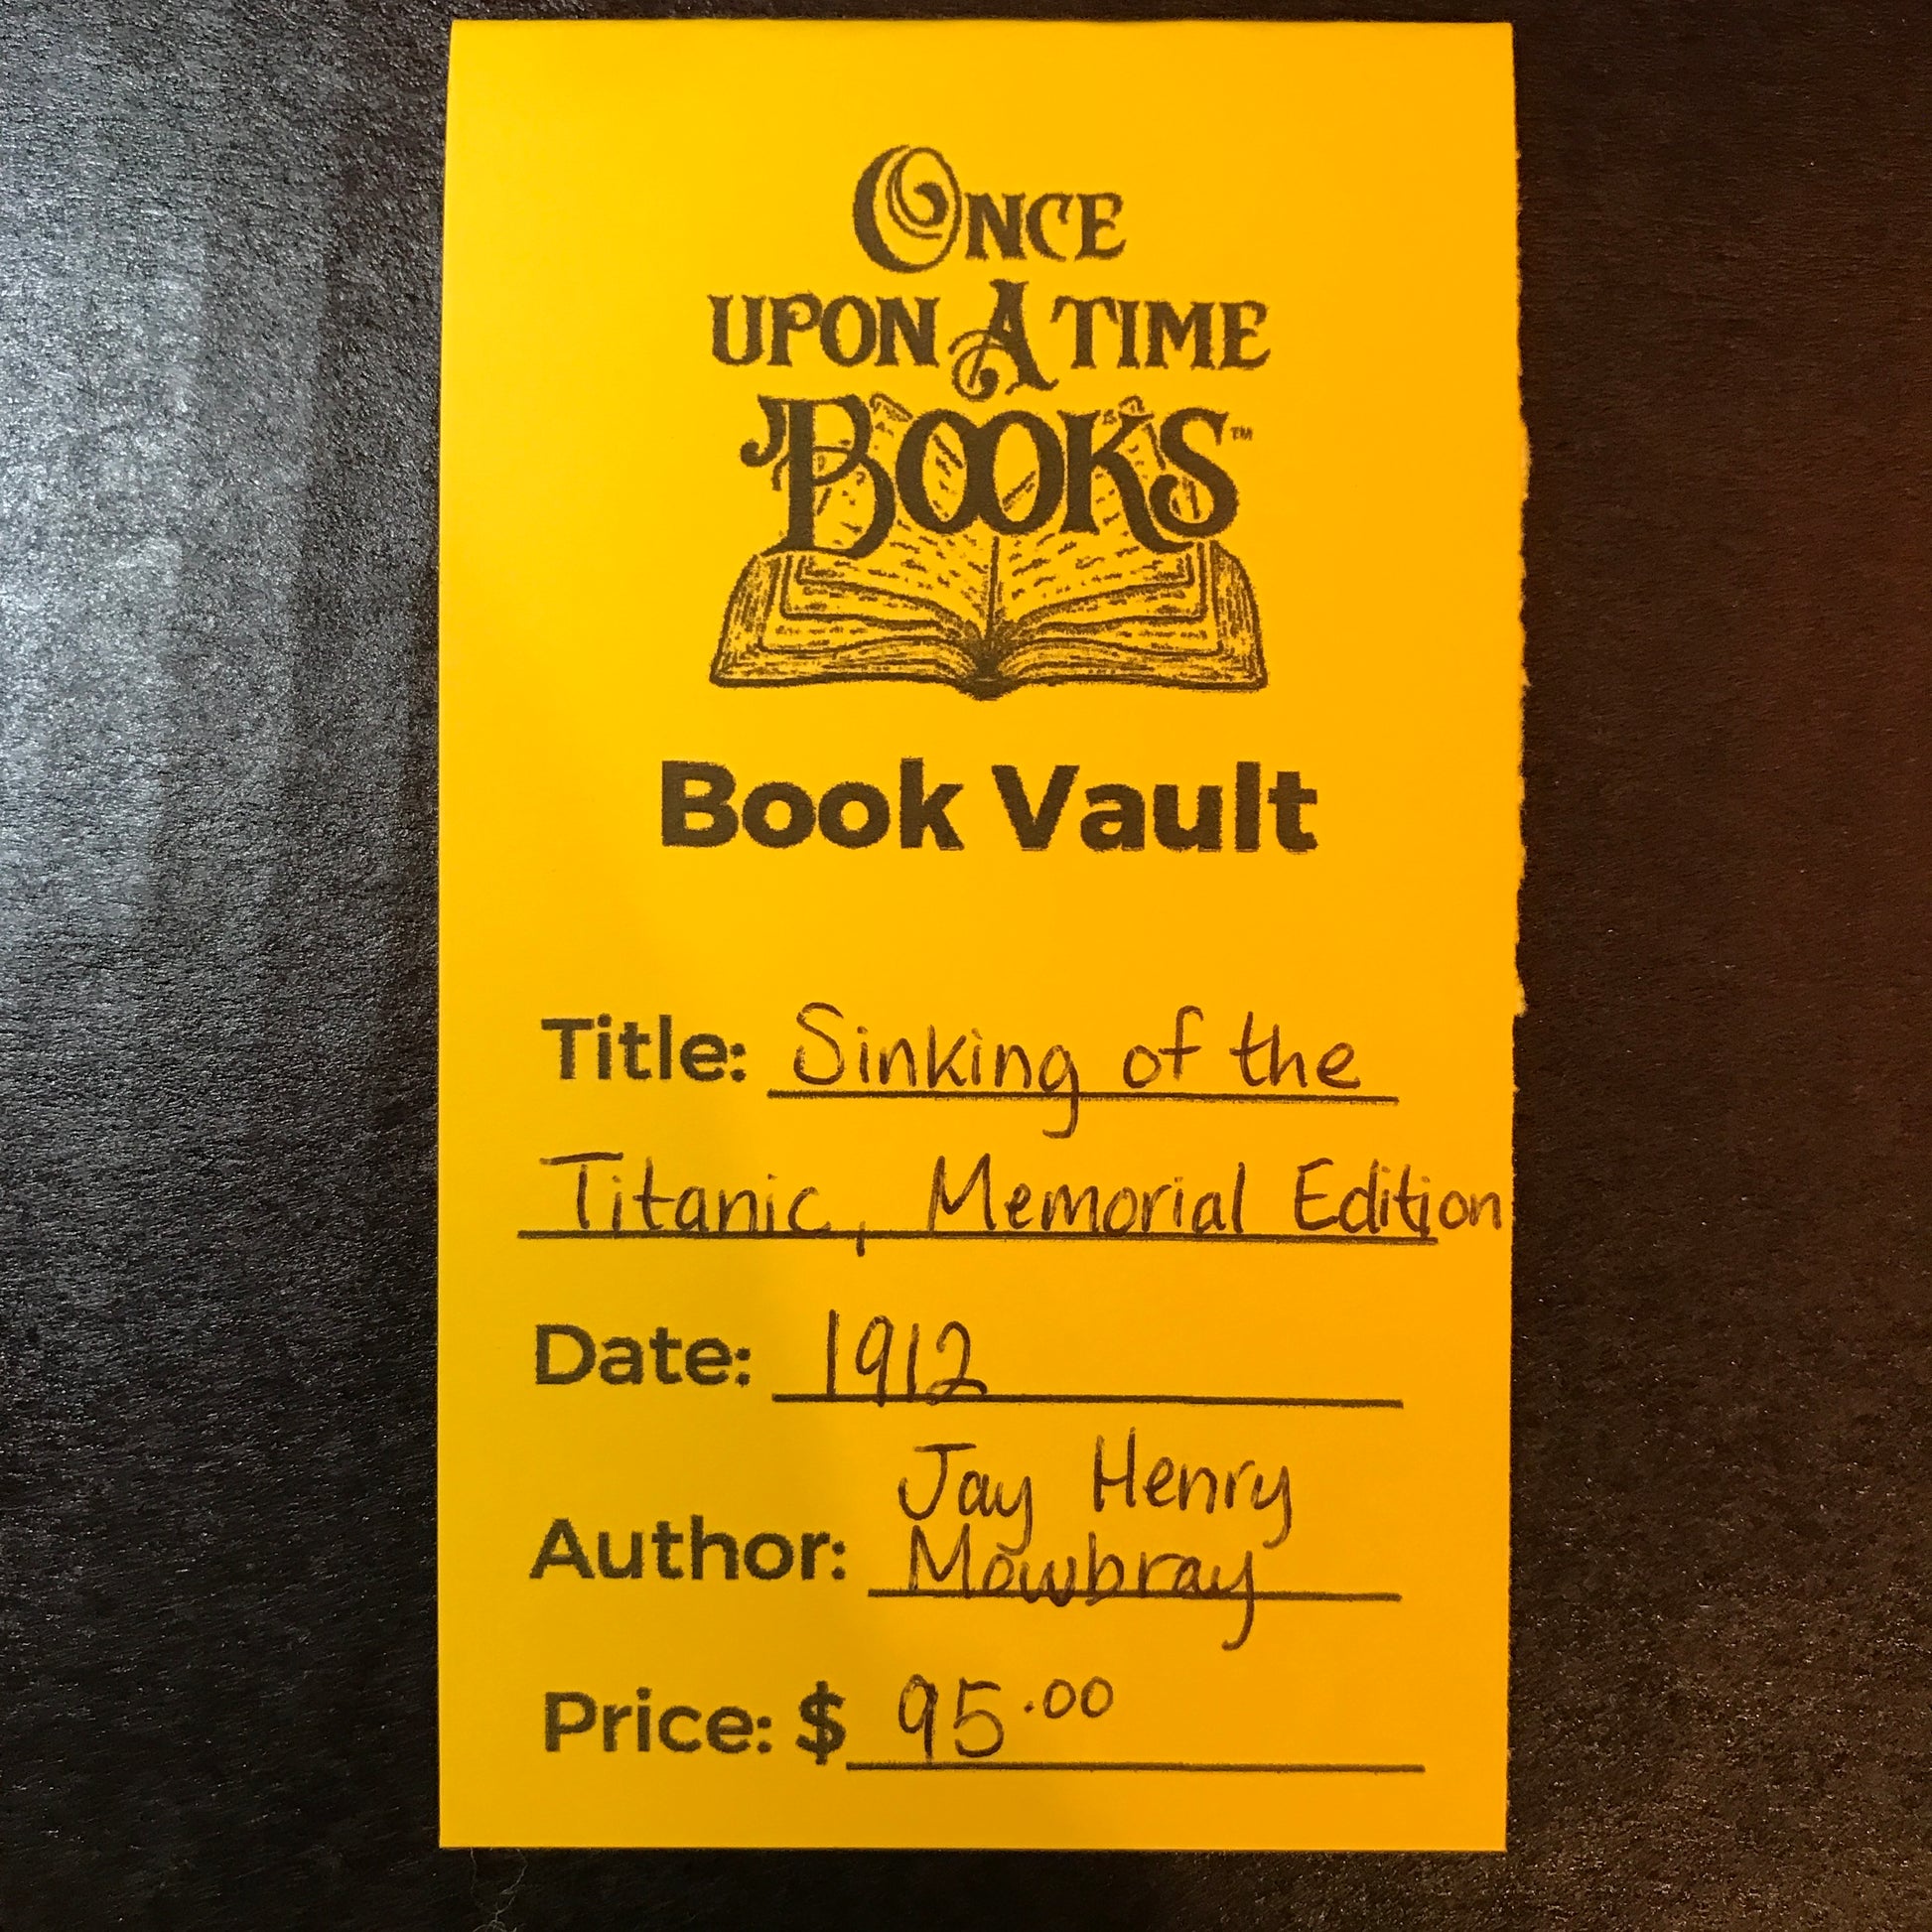 ONCE
UPON A TIME
BOOKS™
Book Vault
Title: Sinking of the
Titanic, Memorial Edition
Date: 1912
Jay Henry
Author: Mowbray
Price: $ 95.00